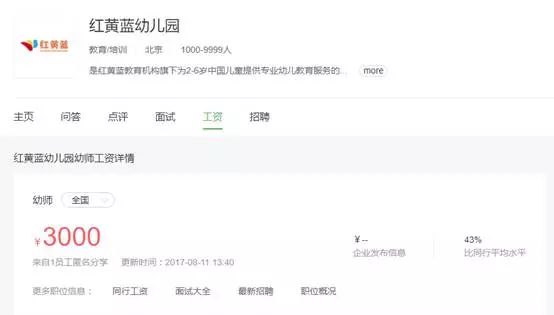 红黄蓝
红黄蓝幼儿园
教育/培训 北京 1000-9999人
是红黄蓝教育机构旗下为2-6岁中国儿童提供专业幼儿教育服务的... more
主页 问答 点评 面试 工资 招聘
红黄蓝幼儿园幼师工资详情
幼师 全国
¥3000
¥-- 43%
来自1员工匿名分享 更新时间：2017-08-11 13:40 企业发布信息 比同行平均水平
更多职位信息： 同行工资 面试大全 最新招聘 职位概况